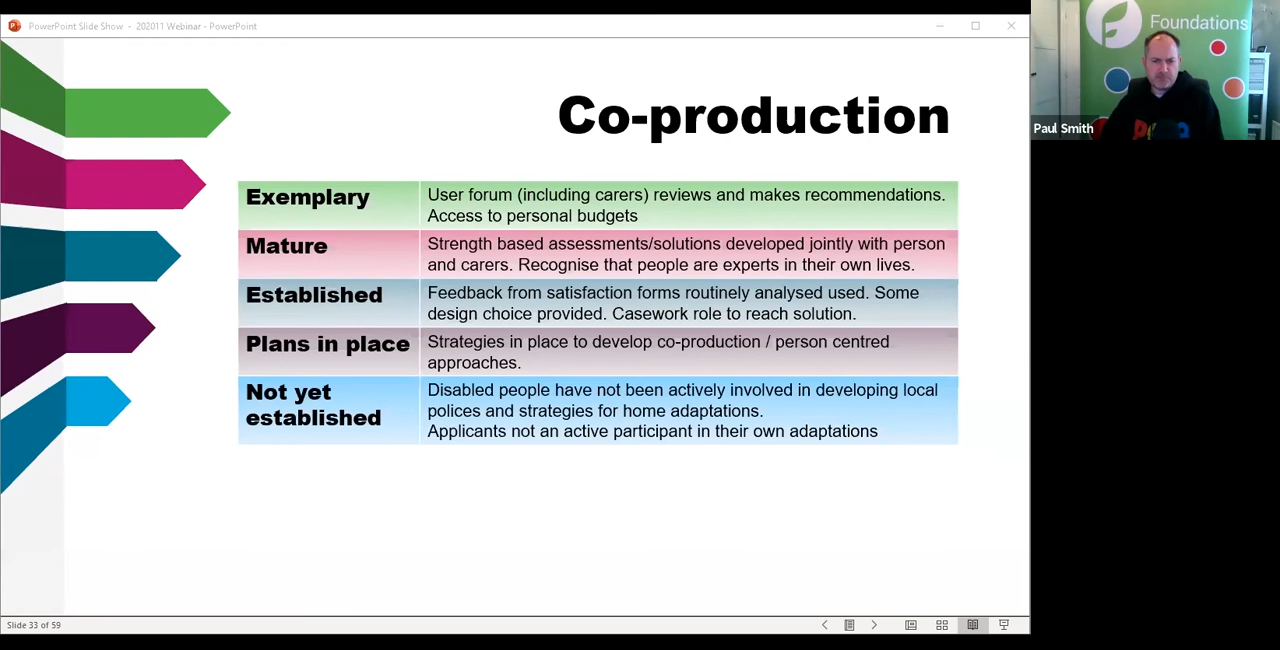 PowerPoint Slide Show - 202011 Webinar - PowerPoint
Foundations
Paul Smith
Co-production
Exemplary
User forum (including carers) reviews and makes recommendations.
Access to personal budgets
Mature
Strength based assessments/solutions developed jointly with person
and carers. Recognise that people are experts in their own lives.
Established
Feedback from satisfaction forms routinely analysed used. Some
design choice provided. Casework role to reach solution.
Plans in place
Strategies in place to develop co-production / person centred
approaches.
Not yet
established
Disabled people have not been actively involved in developing local
polices and strategies for home adaptations.
Applicants not an active participant in their own adaptations
Slide 33 of 59